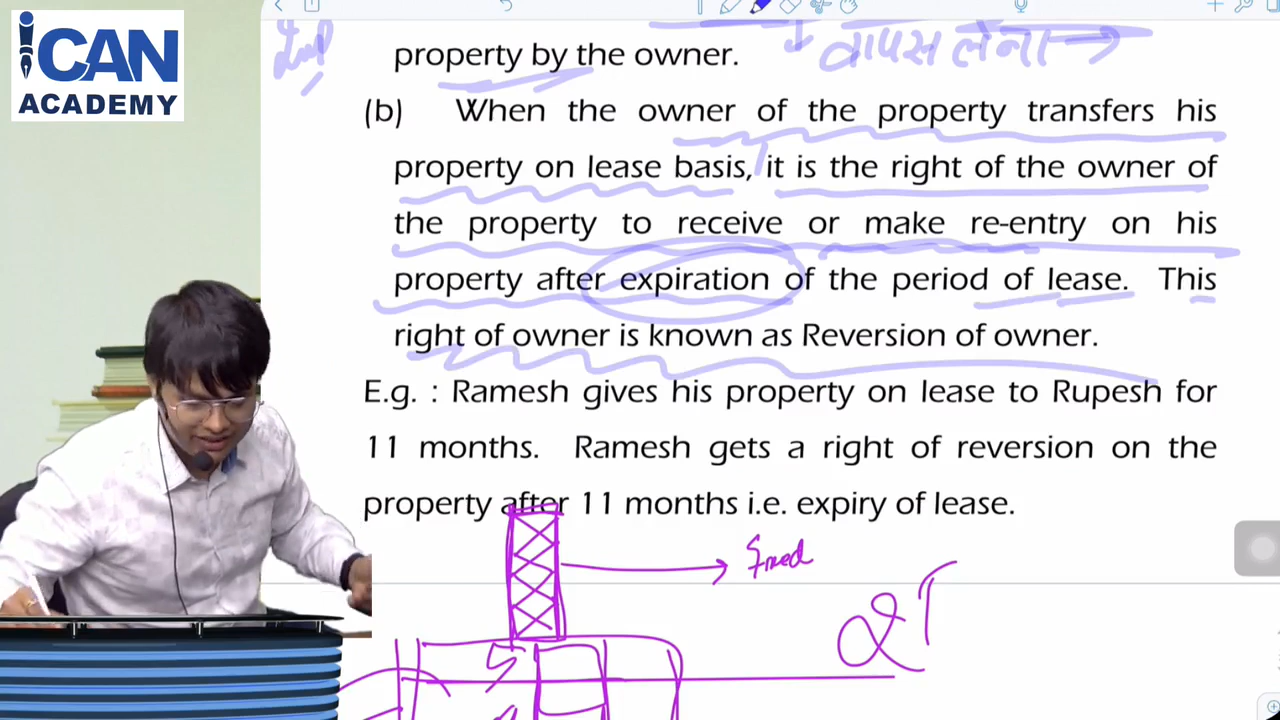 iCAN
ACADEMY
वापस लेना
property by the owner.
(b) When the owner of the property transfers his
property on lease basis, it is the right of the owner of
the property to receive or make re-entry on his
property after expiration of the period of lease. This
right of owner is known as Reversion of owner.
E.g. : Ramesh gives his property on lease to Rupesh for
11 months. Ramesh gets a right of reversion on the
property after 11 months i.e. expiry of lease.